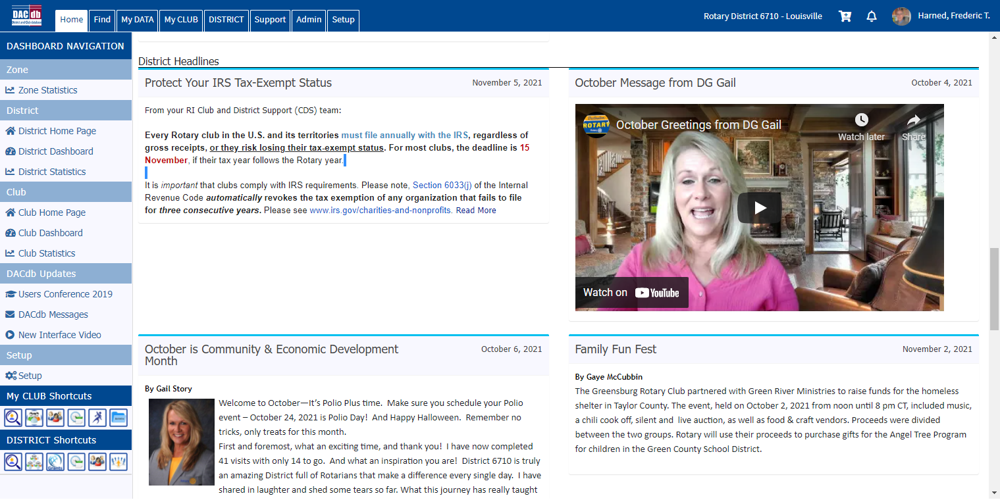 DACdb
District and Club database
Home
Find
My DATA
My CLUB
DISTRICT
Support
Admin
Setup
Rotary District 6710 - Louisville
Harned, Frederic T.
DASHBOARD NAVIGATION
Zone
Zone Statistics
District
District Home Page
District Dashboard
District Statistics
Club
Club Home Page
Club Dashboard
Club Statistics
DACdb Updates
Users Conference 2019
DACdb Messages
New Interface Video
Setup
Setup
My CLUB Shortcuts
DISTRICT Shortcuts
Grants
District Headlines
Protect Your IRS Tax-Exempt Status
November 5, 2021
From your RI Club and District Support (CDS) team:
Every Rotary club in the U.S. and its territories must file annually with the IRS, regardless of
gross receipts, or they risk losing their tax-exempt status. For most clubs, the deadline is 15
November, if their tax year follows the Rotary year.
It is important that clubs comply with IRS requirements. Please note, Section 6033(j) of the Internal
Revenue Code automatically revokes the tax exemption of any organization that fails to file
for three consecutive years. Please see www.irs.gov/charities-and-nonprofits. Read More
October Message from DG Gail
October 4, 2021
ROTARY
October Greetings from DG Gail
Watch later
Share
Watch on YouTube
October is Community & Economic Development
Month
October 6, 2021
By Gail Story
Welcome to October—It’s Polio Plus time.  Make sure you schedule your Polio
event – October 24, 2021 is Polio Day!  And Happy Halloween.  Remember no
tricks, only treats for this month.
First and foremost, what an exciting time, and thank you!  I have now completed
41 visits with only 14 to go.  And what an inspiration you are!  District 6710 is truly
an amazing District full of Rotarians that make a difference every single day.  I have
shared in laughter and shed some tears so far. What this journey has really taught
Family Fun Fest
November 2, 2021
By Gaye McCubbin
The Greensburg Rotary Club partnered with Green River Ministries to raise funds for the homeless
shelter in Taylor County. The event, held on October 2, 2021 from noon until 8 pm CT, included music,
a chili cook off, silent and  live auction, as well as food & craft vendors. Proceeds were divided
between the two groups. Rotary will use their proceeds to purchase gifts for the Angel Tree Program
for children in the Green County School District.